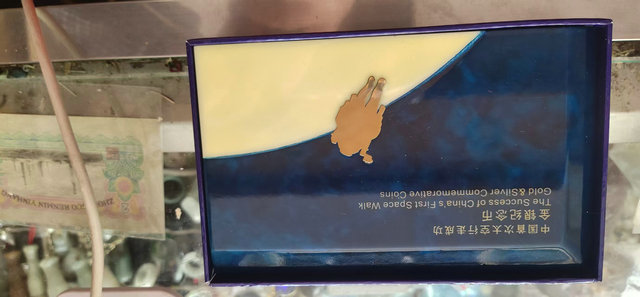 中国首次太空行走成功
金银纪念币
The Success of China's First Space Walk
Gold & Silver Commemorative Coins